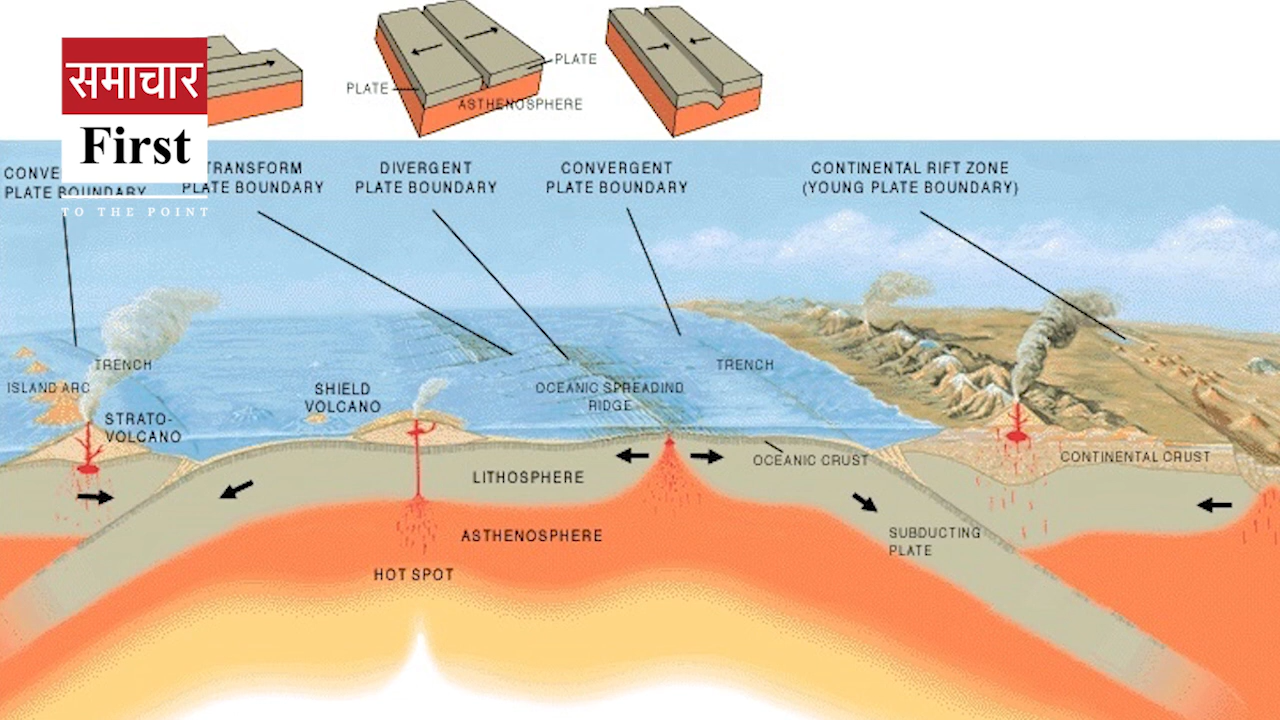 समाचार
First
TO THE POINT
PLATE
PLATE
ASTHENOSPHERE
PLATE BOUNDARY
TRANSFORM
PLATE BOUNDARY
DIVERGENT
PLATE BOUNDARY
CONVERGENT
PLATE BOUNDARY
CONTINENTAL RIFT ZONE
(YOUNG PLATE BOUNDARY)
TRENCH
ISLAND ARC
STRATO-
VOLCANO
SHIELD
VOLCANO
OCEANIC SPREADIND
RIDGE
TRENCH
OCEANIC CRUST
CONTINENTAL CRUST
LITHOSPHERE
ASTHENOSPHERE
SUBDUCTING
PLATE
HOT SPOT